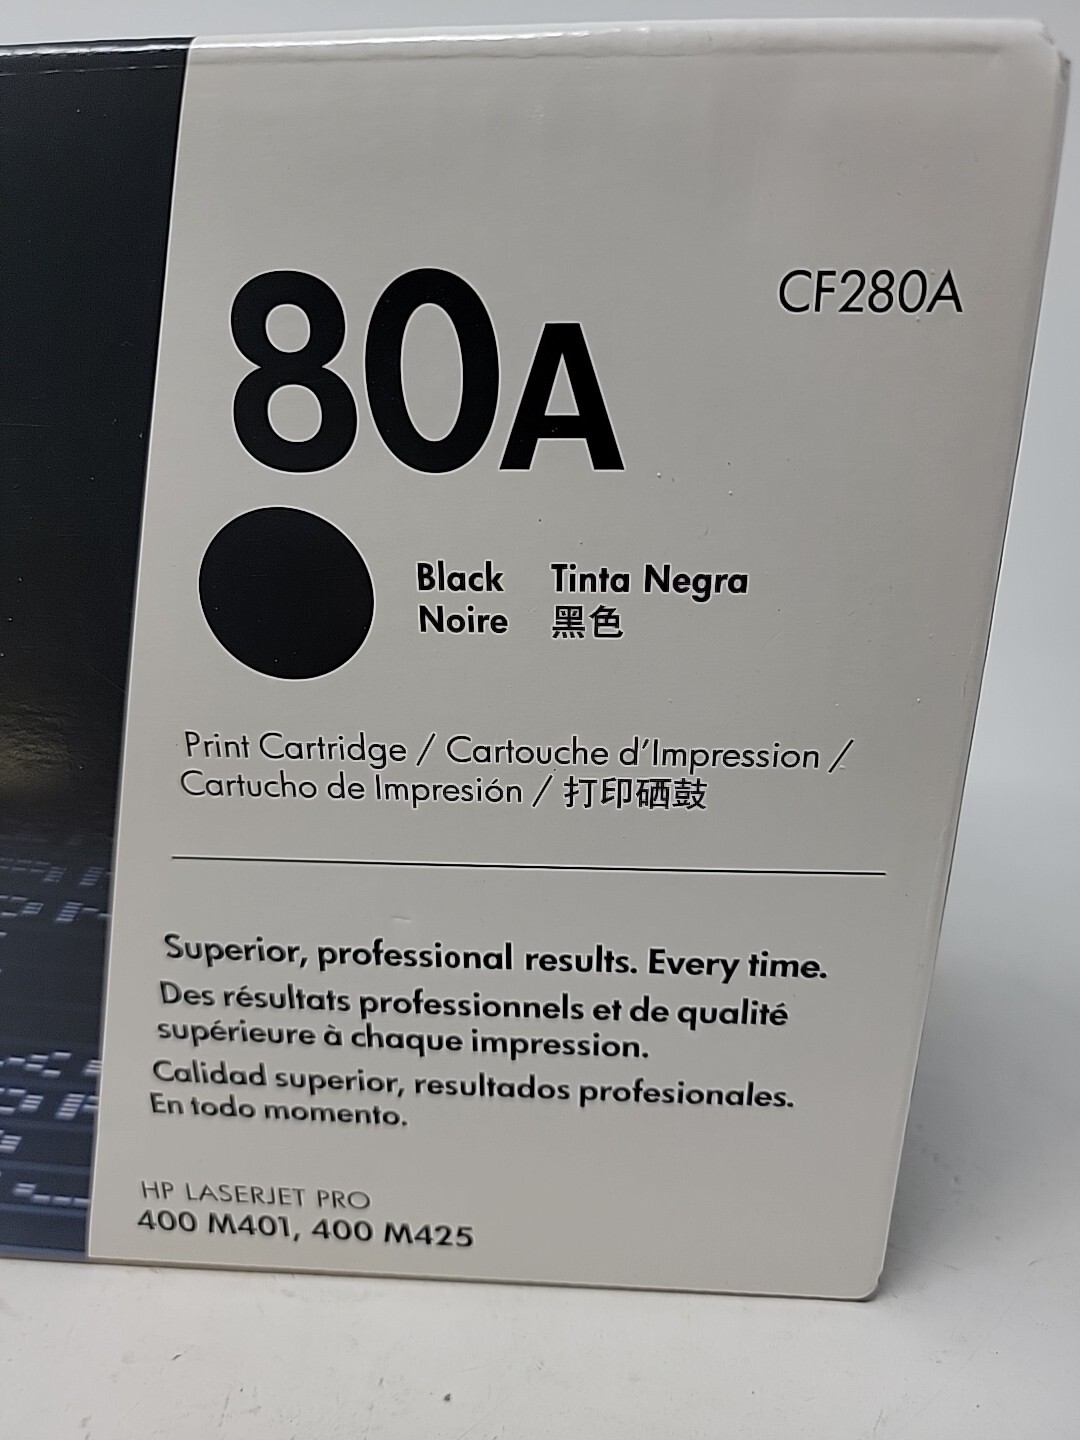 80A
CF280A
Black
Noire
Tinta Negra
黑色
Print Cartridge / Cartouche d'Impression /
Cartucho de Impresión / 打印硒鼓
Superior, professional results. Every time.
Des résultats professionnels et de qualité
supérieure à chaque impression.
Calidad superior, resultados profesionales.
En todo momento.
HP LASERJET PRO
400 M401, 400 M425